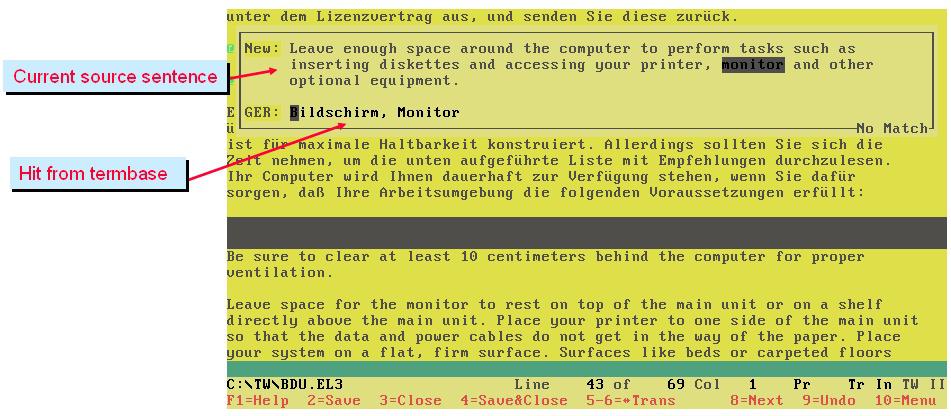 unter dem Lizenzvertrag aus, und senden Sie diese zurück.
New: Leave enough space around the computer to perform tasks such as
inserting diskettes and accessing your printer, monitor and other
optional equipment.
Current source sentence
E GER: Bildschirm, Monitor
ü No Match
ist für maximale Haltbarkeit konstruiert. Allerdings sollten Sie sich die
Zeit nehmen, um die unten aufgeführte Liste mit Empfehlungen durchzulesen.
Hit from termbase
Ihr Computer wird Ihnen dauerhaft zur Verfügung stehen, wenn Sie dafür
sorgen, daß Ihre Arbeitsumgebung die folgenden Voraussetzungen erfüllt:
Be sure to clear at least 10 centimeters behind the computer for proper
ventilation.
Leave space for the monitor to rest on top of the main unit or on a shelf
directly above the main unit. Place your printer to one side of the main unit
so that the data and power cables do not get in the way of the paper. Place
your system on a flat, firm surface. Surfaces like beds or carpeted floors
C:\TW\BDU.EL3 Line 43 of 69 Col 1 Pr Tr In TW II
F1=Help 2=Save 3=Close 4=Save&Close 5-6=↔Trans 8=Next 9=Undo 10=Menu